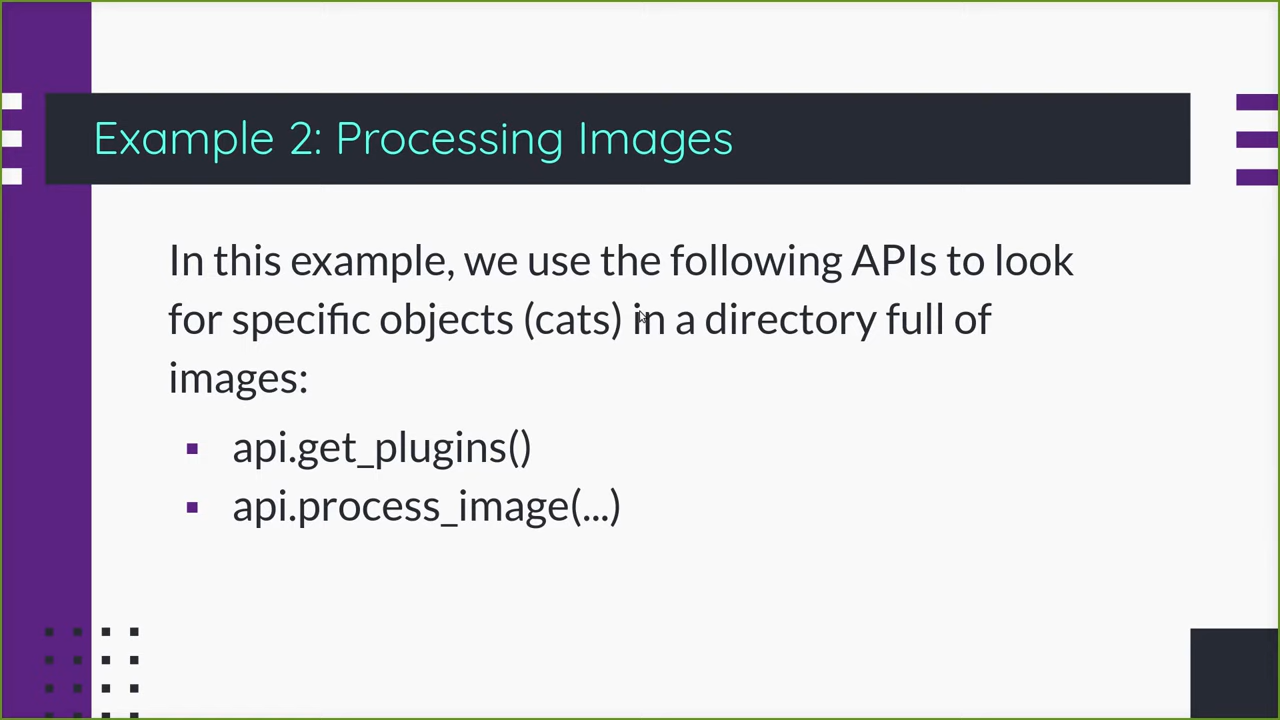 Example 2: Processing Images
In this example, we use the following APIs to look
for specific objects (cats) in a directory full of
images:
▪ api.get_plugins()
▪ api.process_image(...)